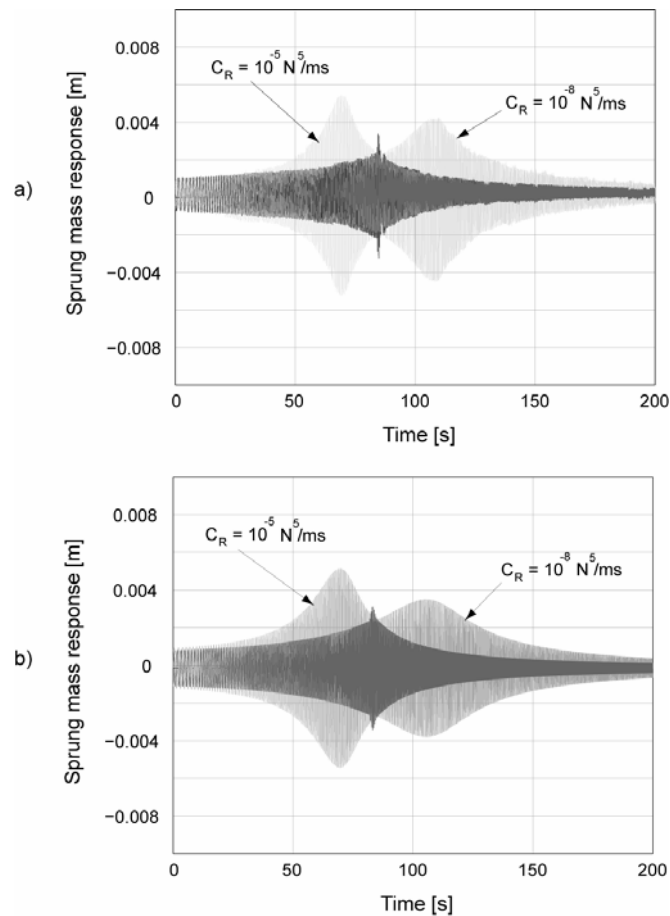 a)
Sprung mass response [m]
0.008
0.004
0
−0.004
−0.008
C_R = 10^-5 N^5/ms
C_R = 10^-8 N^5/ms
0 50 100 150 200
Time [s]
b)
Sprung mass response [m]
0.008
0.004
0
−0.004
−0.008
C_R = 10^-5 N^5/ms
C_R = 10^-8 N^5/ms
0 50 100 150 200
Time [s]